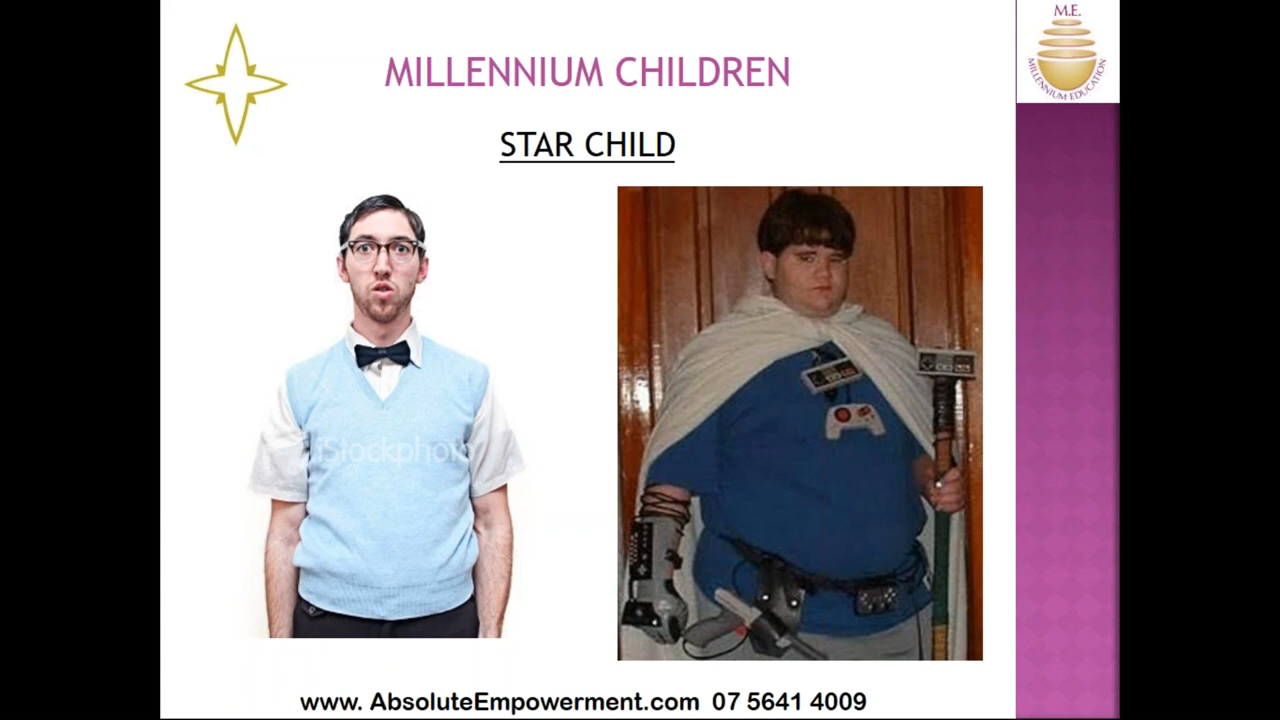 M.E.
MILLENNIUM EDUCATION
MILLENNIUM CHILDREN
STAR CHILD
iStockphoto
www. AbsoluteEmpowerment.com 07 5641 4009